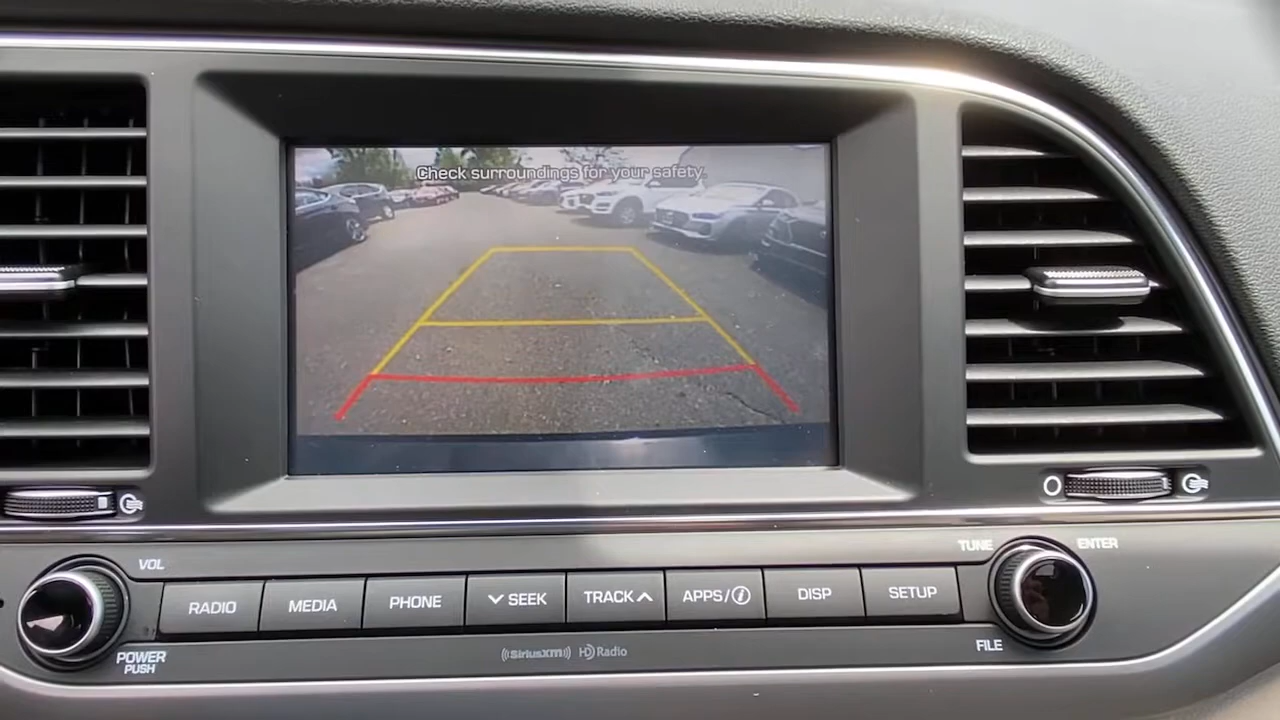 Check surroundings for your safety.
VOL
TUNE
ENTER
RADIO
MEDIA
PHONE
SEEK
TRACK
APPS/i
DISP
SETUP
POWER
PUSH
SiriusXM
HD Radio
FILE